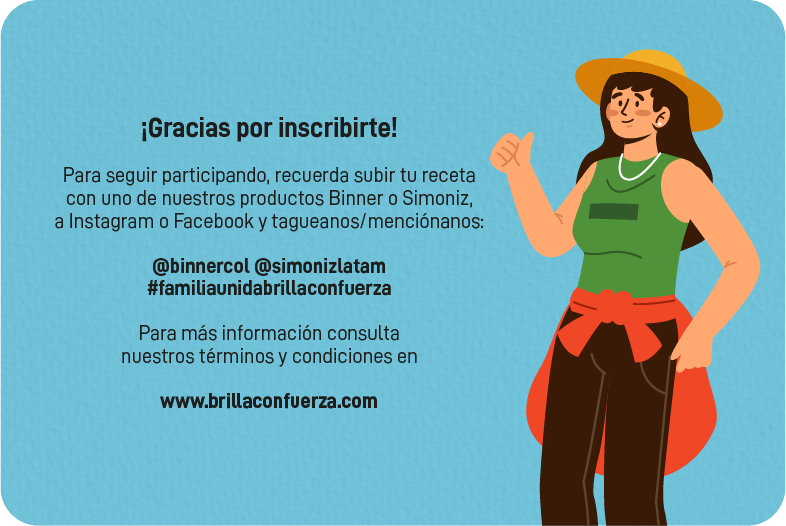 ¡Gracias por inscribirte!
Para seguir participando, recuerda subir tu receta
con uno de nuestros productos Binner o Simoniz,
a Instagram o Facebook y tagueanos/menciónanos:
@binnercol @simonizlatam
#familiaunidabrillaconfuerza
Para más información consulta
nuestros términos y condiciones en
www.brillaconfuerza.com